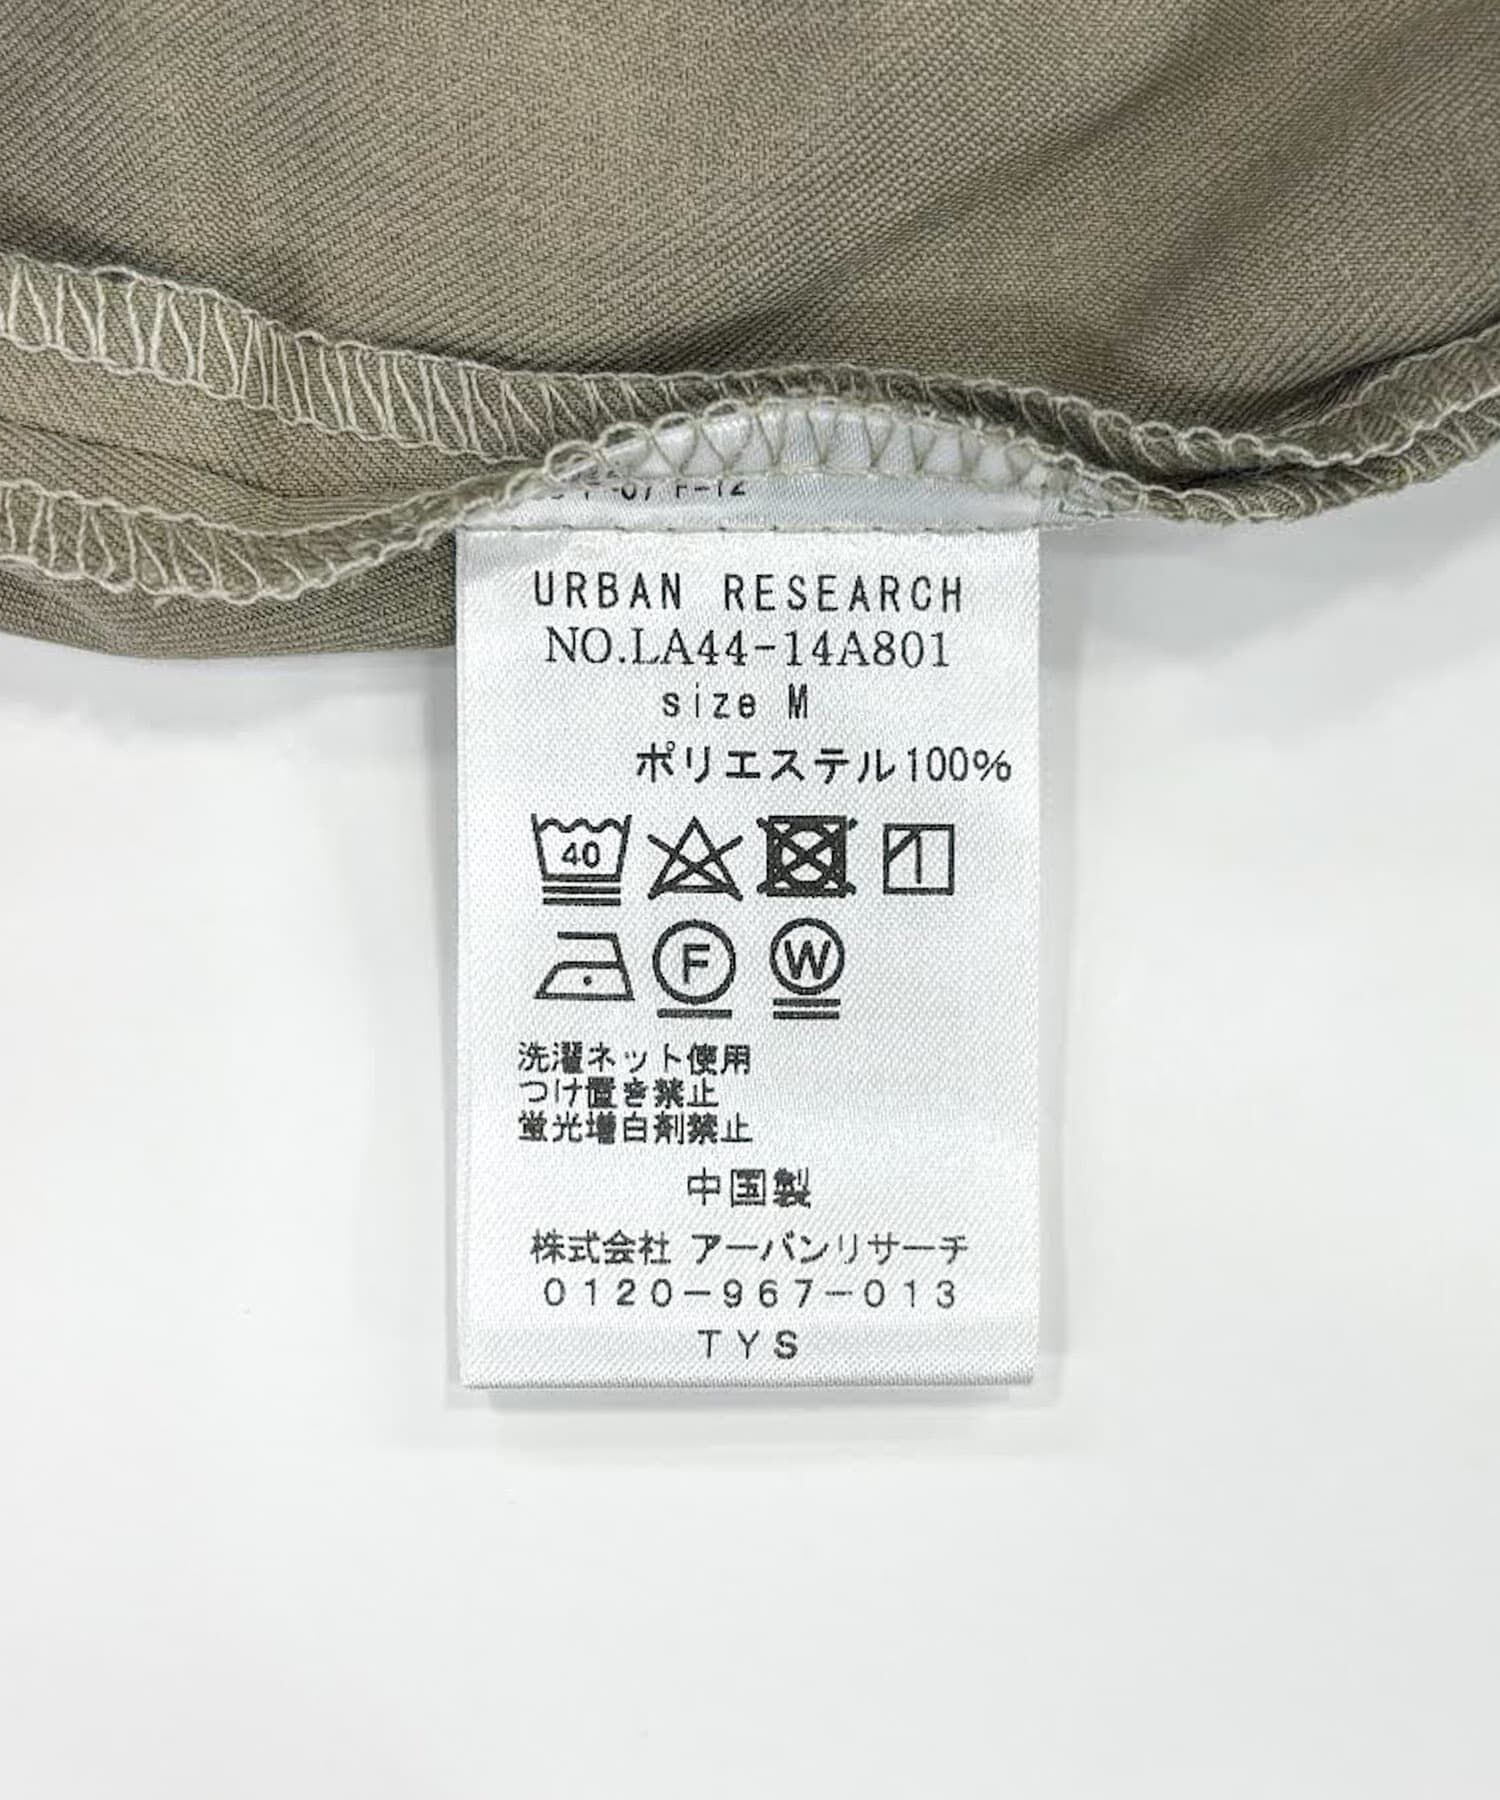 URBAN RESEARCH
NO.LA44-14A801
size M
ポリエステル100%
40
F W
洗濯ネット使用
つけ置き禁止
蛍光増白剤禁止
中国製
株式会社 アーバンリサーチ
0120-967-013
TYS